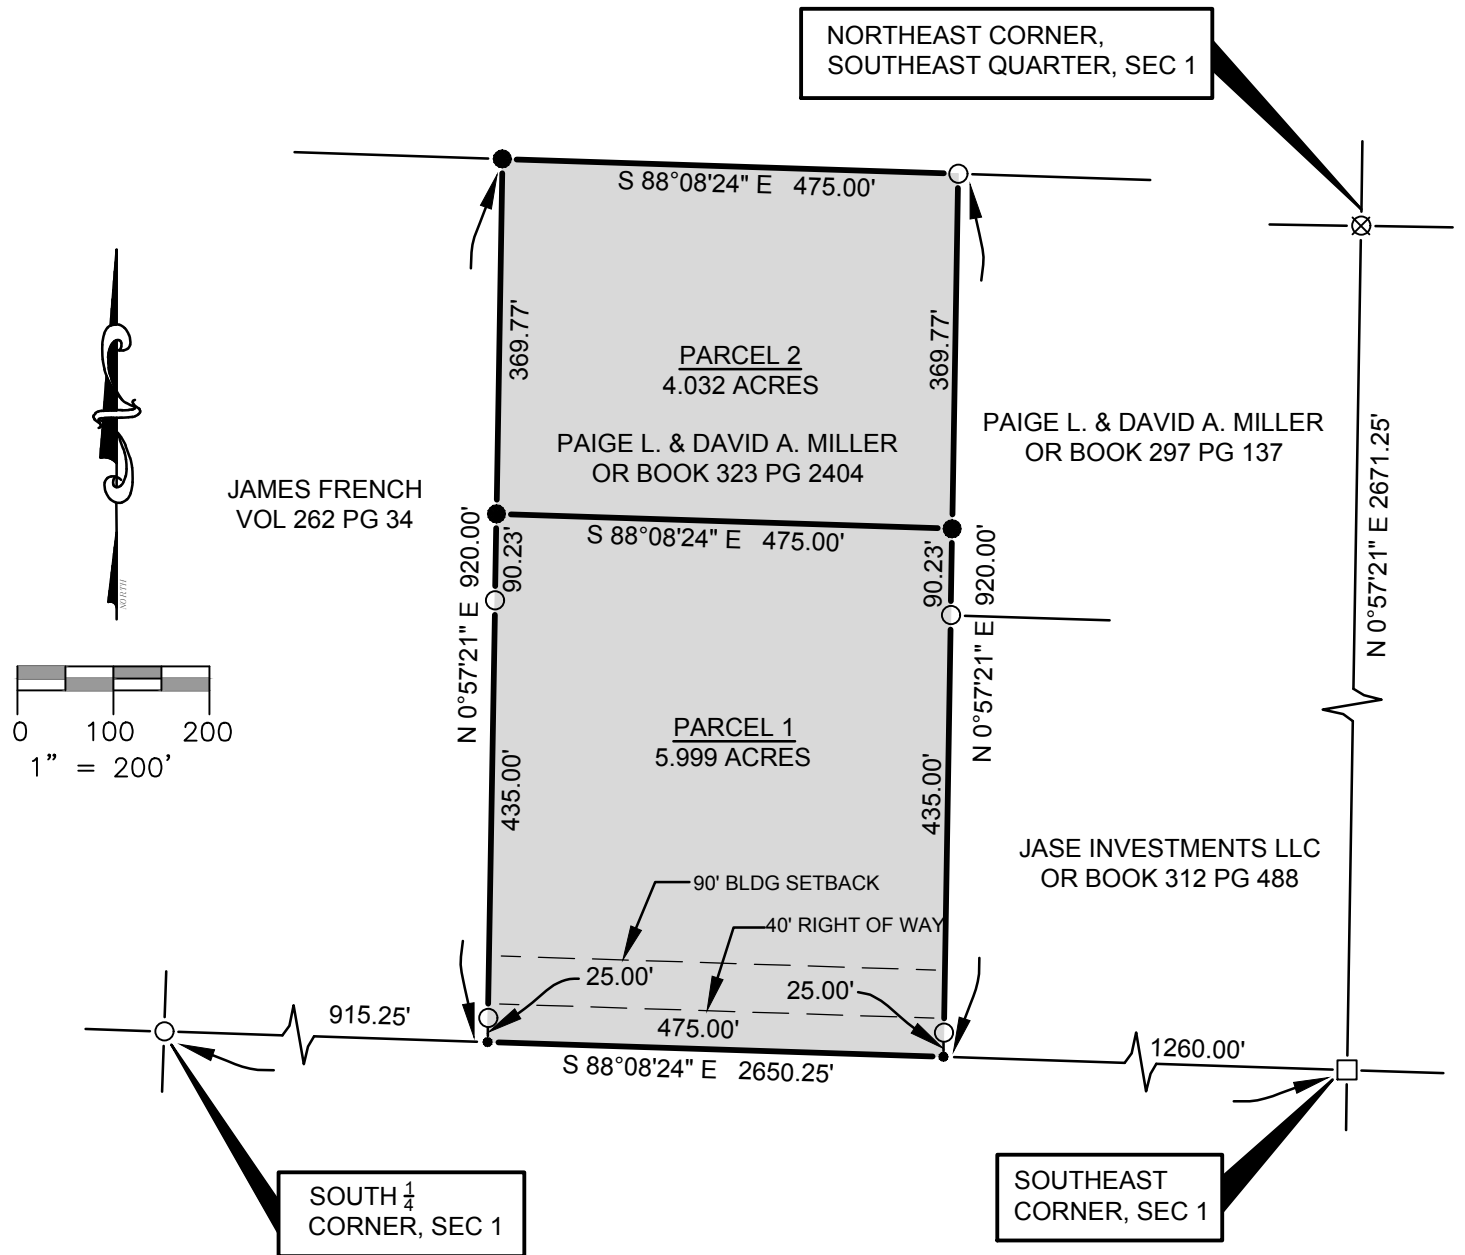 NORTHEAST CORNER,
SOUTHEAST QUARTER, SEC 1
S 88°08'24" E 475.00'
369.77'
369.77'
PARCEL 2
4.032 ACRES
PAIGE L. & DAVID A. MILLER
OR BOOK 323 PG 2404
PAIGE L. & DAVID A. MILLER
OR BOOK 297 PG 137
N 0°57'21" E 2671.25'
JAMES FRENCH
VOL 262 PG 34
NORTH
S 88°08'24" E 475.00'
N 0°57'21" E 920.00'
90.23'
90.23'
N 0°57'21" E 920.00'
0 100 200
1" = 200'
PARCEL 1
5.999 ACRES
435.00'
435.00'
JASE INVESTMENTS LLC
OR BOOK 312 PG 488
90' BLDG SETBACK
40' RIGHT OF WAY
25.00'
25.00'
915.25'
475.00'
1260.00'
S 88°08'24" E 2650.25'
SOUTH 1/4
CORNER, SEC 1
SOUTHEAST
CORNER, SEC 1